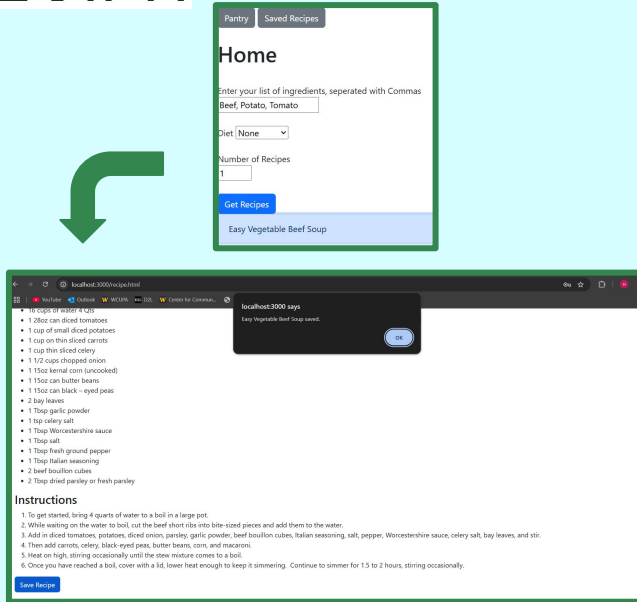 Pantry Saved Recipes
Home
Enter your list of ingredients, seperated with Commas
Beef, Potato, Tomato
Diet None
Number of Recipes
1
Get Recipes
Easy Vegetable Beef Soup
localhost:3000/recipe.html
YouTube Outlook WCUPA D2L Center for Commun...
localhost:3000 says
Easy Vegetable Beef Soup saved.
OK
• 16 cups of water 4 Qts
• 1 28oz can diced tomatoes
• 1 cup of small diced potatoes
• 1 cup on thin sliced carrots
• 1 cup thin sliced celery
• 1 1/2 cups chopped onion
• 1 15oz kernal corn (uncooked)
• 1 15oz can butter beans
• 1 15oz can black – eyed peas
• 2 bay leaves
• 1 Tbsp garlic powder
• 1 tsp celery salt
• 1 Tbsp Worcestershire sauce
• 1 Tbsp salt
• 1 Tbsp fresh ground pepper
• 1 Tbsp Italian seasoning
• 2 beef bouillon cubes
• 2 Tbsp dried parsley or fresh parsley
Instructions
1. To get started, bring 4 quarts of water to a boil in a large pot.
2. While waiting on the water to boil, cut the beef short ribs into bite-sized pieces and add them to the water.
3. Add in diced tomatoes, potatoes, diced onion, parsley, garlic powder, beef bouillon cubes, Italian seasoning, salt, pepper, Worcestershire sauce, celery salt, bay leaves, and stir.
4. Then add carrots, celery, black-eyed peas, butter beans, corn, and macaroni.
5. Heat on high, stirring occasionally until the stew mixture comes to a boil.
6. Once you have reached a boil, cover with a lid, lower heat enough to keep it simmering. Continue to simmer for 1.5 to 2 hours, stirring occasionally.
Save Recipe